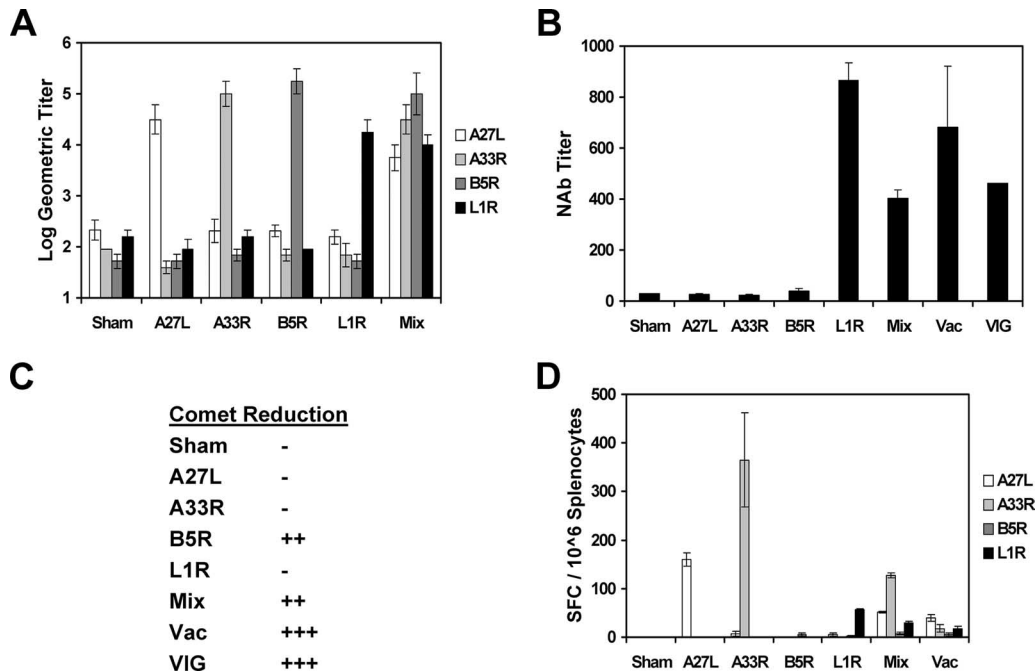 A
Log Geometric Titer
6
5
4
3
2
1
Sham A27L A33R B5R L1R Mix
A27L
A33R
B5R
L1R
B
NAb Titer
1000
800
600
400
200
0
Sham A27L A33R B5R L1R Mix Vac VIG
C
Comet Reduction
Sham -
A27L -
A33R -
B5R ++
L1R -
Mix ++
Vac +++
VIG +++
D
SFC / 10^6 Splenocytes
500
400
300
200
100
0
Sham A27L A33R B5R L1R Mix Vac
A27L
A33R
B5R
L1R